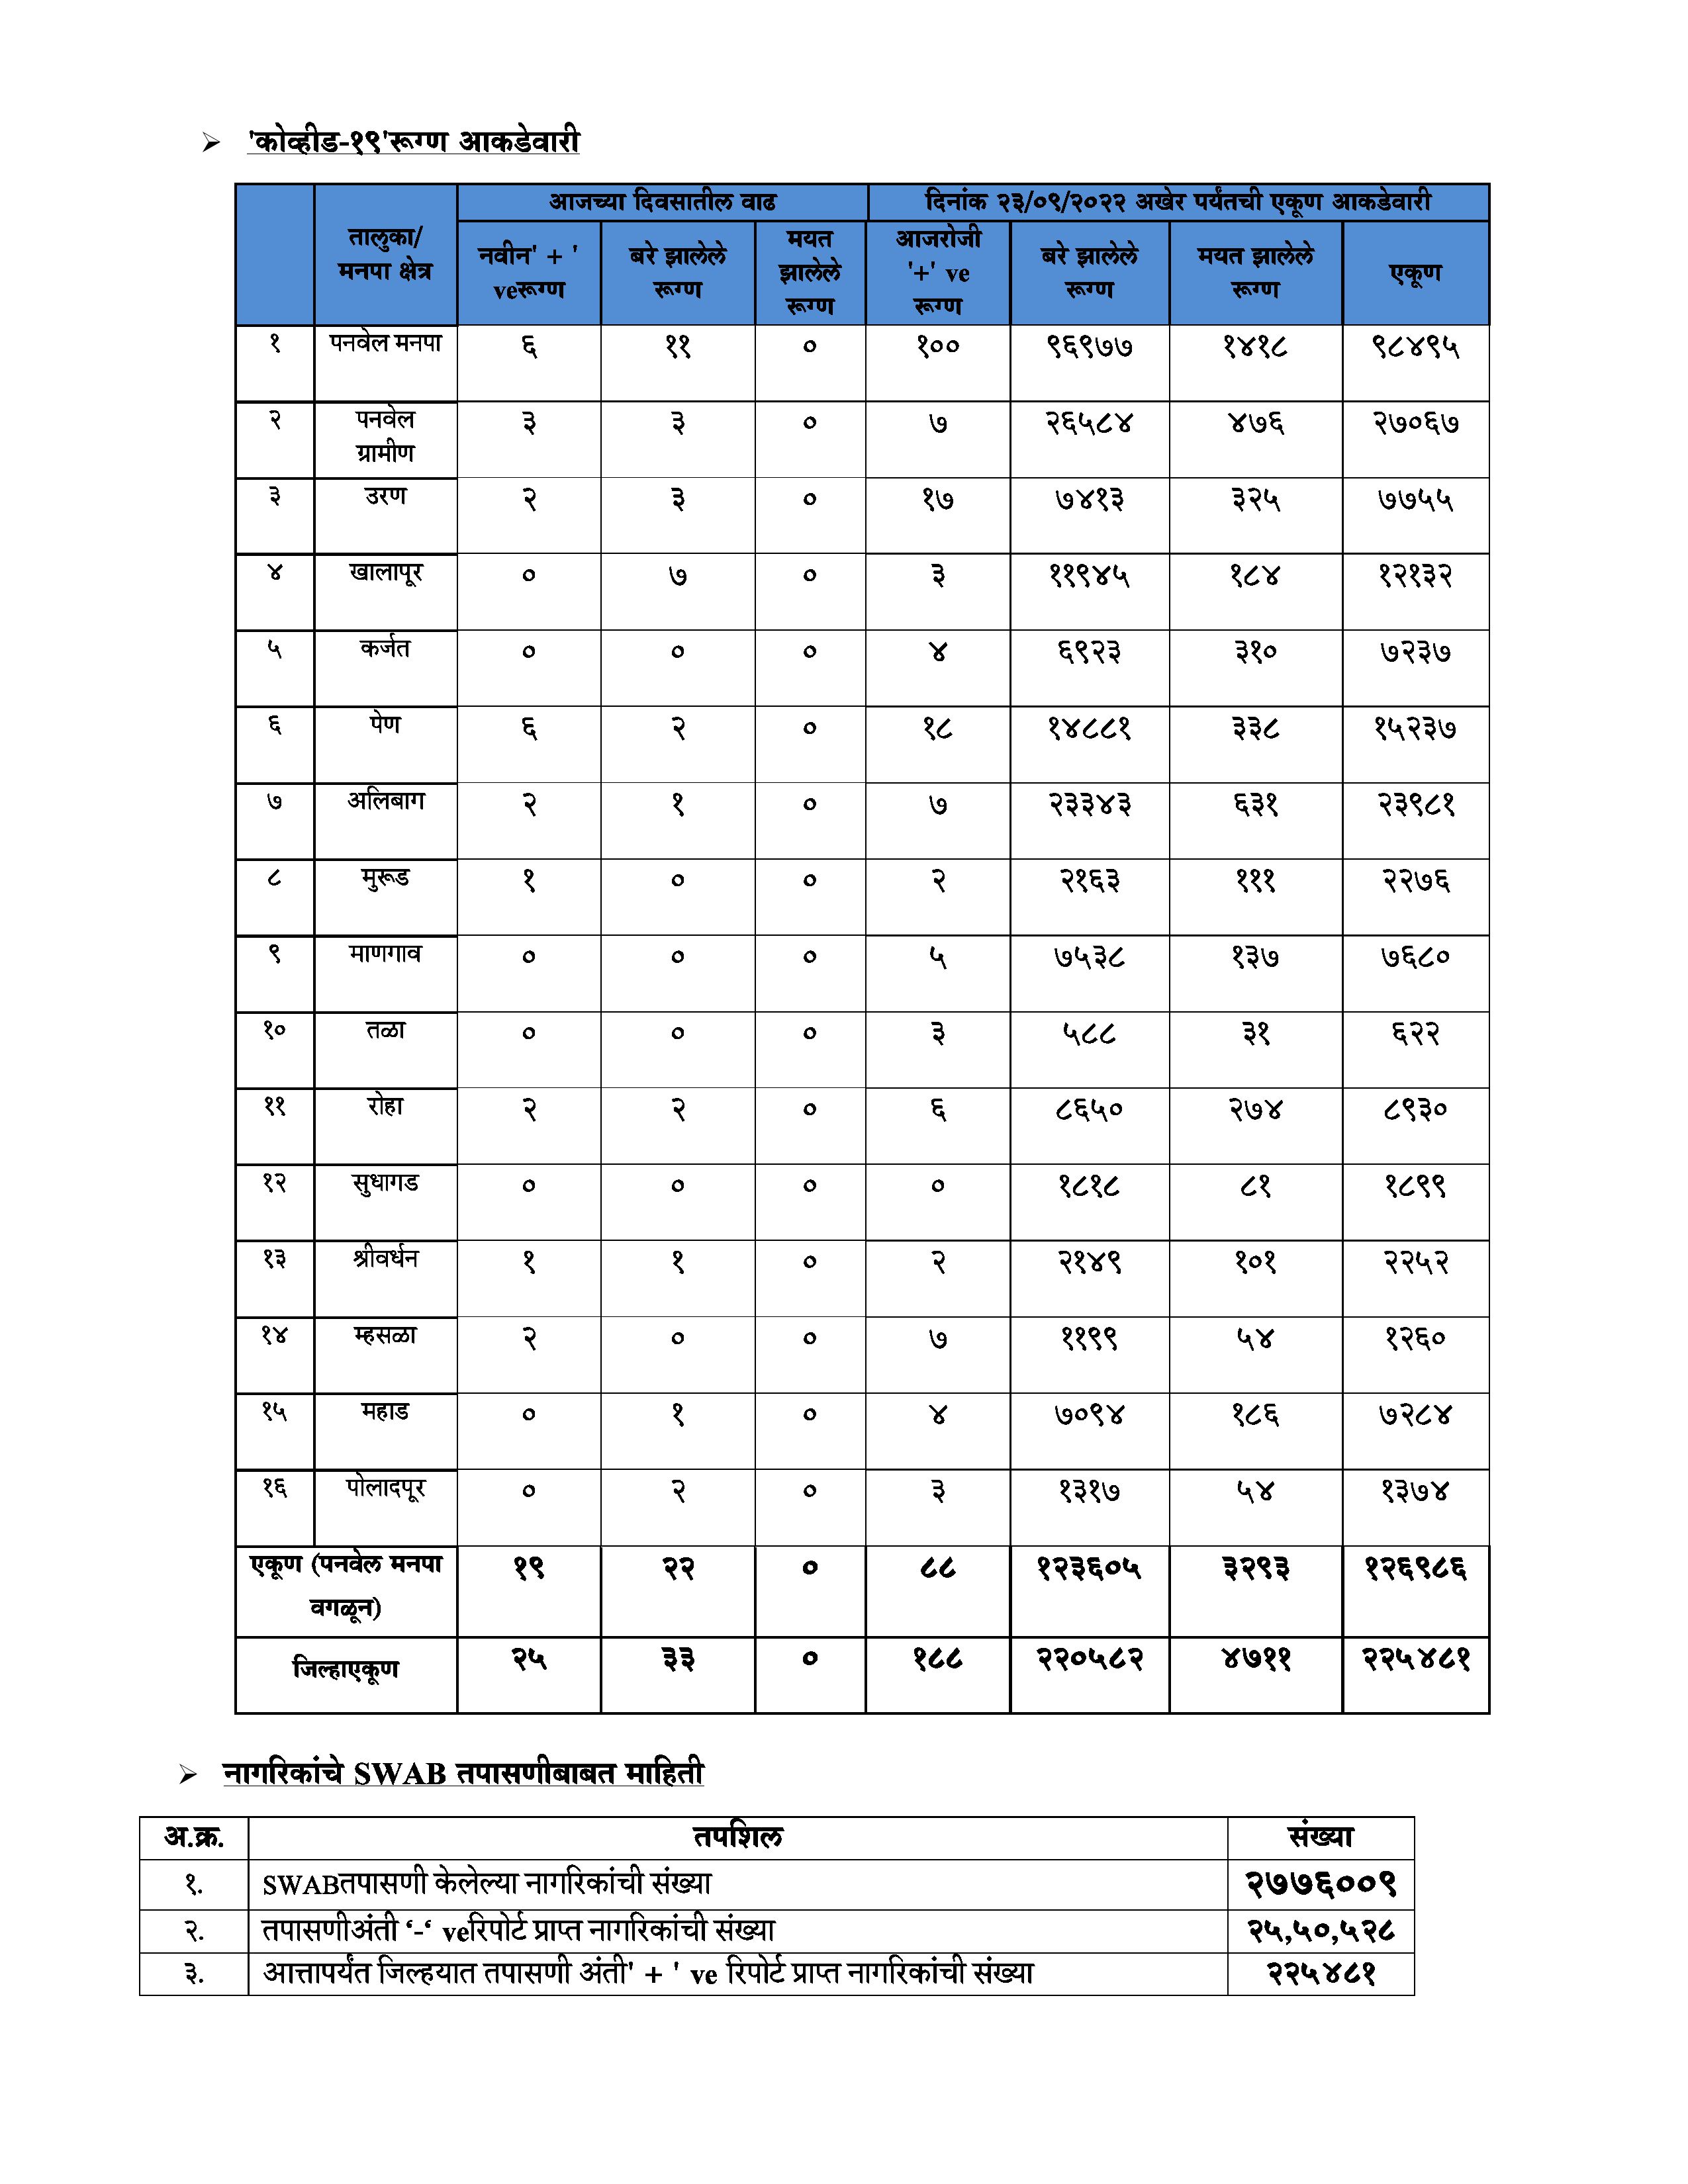 'कोव्हीड-१९'रूग्ण आकडेवारी
तालुका/ मनपा क्षेत्र आजच्या दिवसातील वाढ दिनांक २३/०९/२०२२ अखेर पर्यंतची एकूण आकडेवारी
नवीन' + ' veरूग्ण बरे झालेले रूग्ण मयत झालेले रूग्ण आजरोजी '+' ve रूग्ण बरे झालेले रूग्ण मयत झालेले रूग्ण एकूण
१ पनवेल मनपा ६ ११ ० १०० ९६९७७ १४१८ ९८४९५
२ पनवेल ग्रामीण ३ ३ ० ७ २६५८४ ४७६ २७०६७
३ उरण २ ३ ० १७ ७४१३ ३२५ ७७५५
४ खालापूर ० ७ ० ३ ११९४५ १८४ १२१३२
५ कर्जत ० ० ० ४ ६९२३ ३१० ७२३७
६ पेण ६ २ ० १८ १४८८१ ३३८ १५२३७
७ अलिबाग २ १ ० ७ २३३४३ ६३१ २३९८१
८ मुरूड १ ० ० २ २१६३ १११ २२७६
९ माणगाव ० ० ० ५ ७५३८ १३७ ७६८०
१० तळा ० ० ० ३ ५८८ ३१ ६२२
११ रोहा २ २ ० ६ ८६५० २७४ ८९३०
१२ सुधागड ० ० ० ० १८१८ ८१ १८९९
१३ श्रीवर्धन १ १ ० २ २१४९ १०१ २२५२
१४ म्हसळा २ ० ० ७ ११९९ ५४ १२६०
१५ महाड ० १ ० ४ ७०९४ १८६ ७२८४
१६ पोलादपूर ० २ ० ३ १३१७ ५४ १३७४
एकूण (पनवेल मनपा वगळून) १९ २२ ० ८८ १२३६०५ ३२९३ १२६९८६
जिल्हाएकूण २५ ३३ ० १८८ २२०५८२ ४७११ २२५४८१
नागरिकांचे SWAB तपासणीबाबत माहिती
अ.क्र. तपशिल संख्या
१. SWABतपासणी केलेल्या नागरिकांची संख्या २७७६००९
२. तपासणीअंती ‘-‘ veरिपोर्ट प्राप्त नागरिकांची संख्या २५,५०,५२८
३. आत्तापर्यंत जिल्हयात तपासणी अंती' + ' ve रिपोर्ट प्राप्त नागरिकांची संख्या २२५४८१